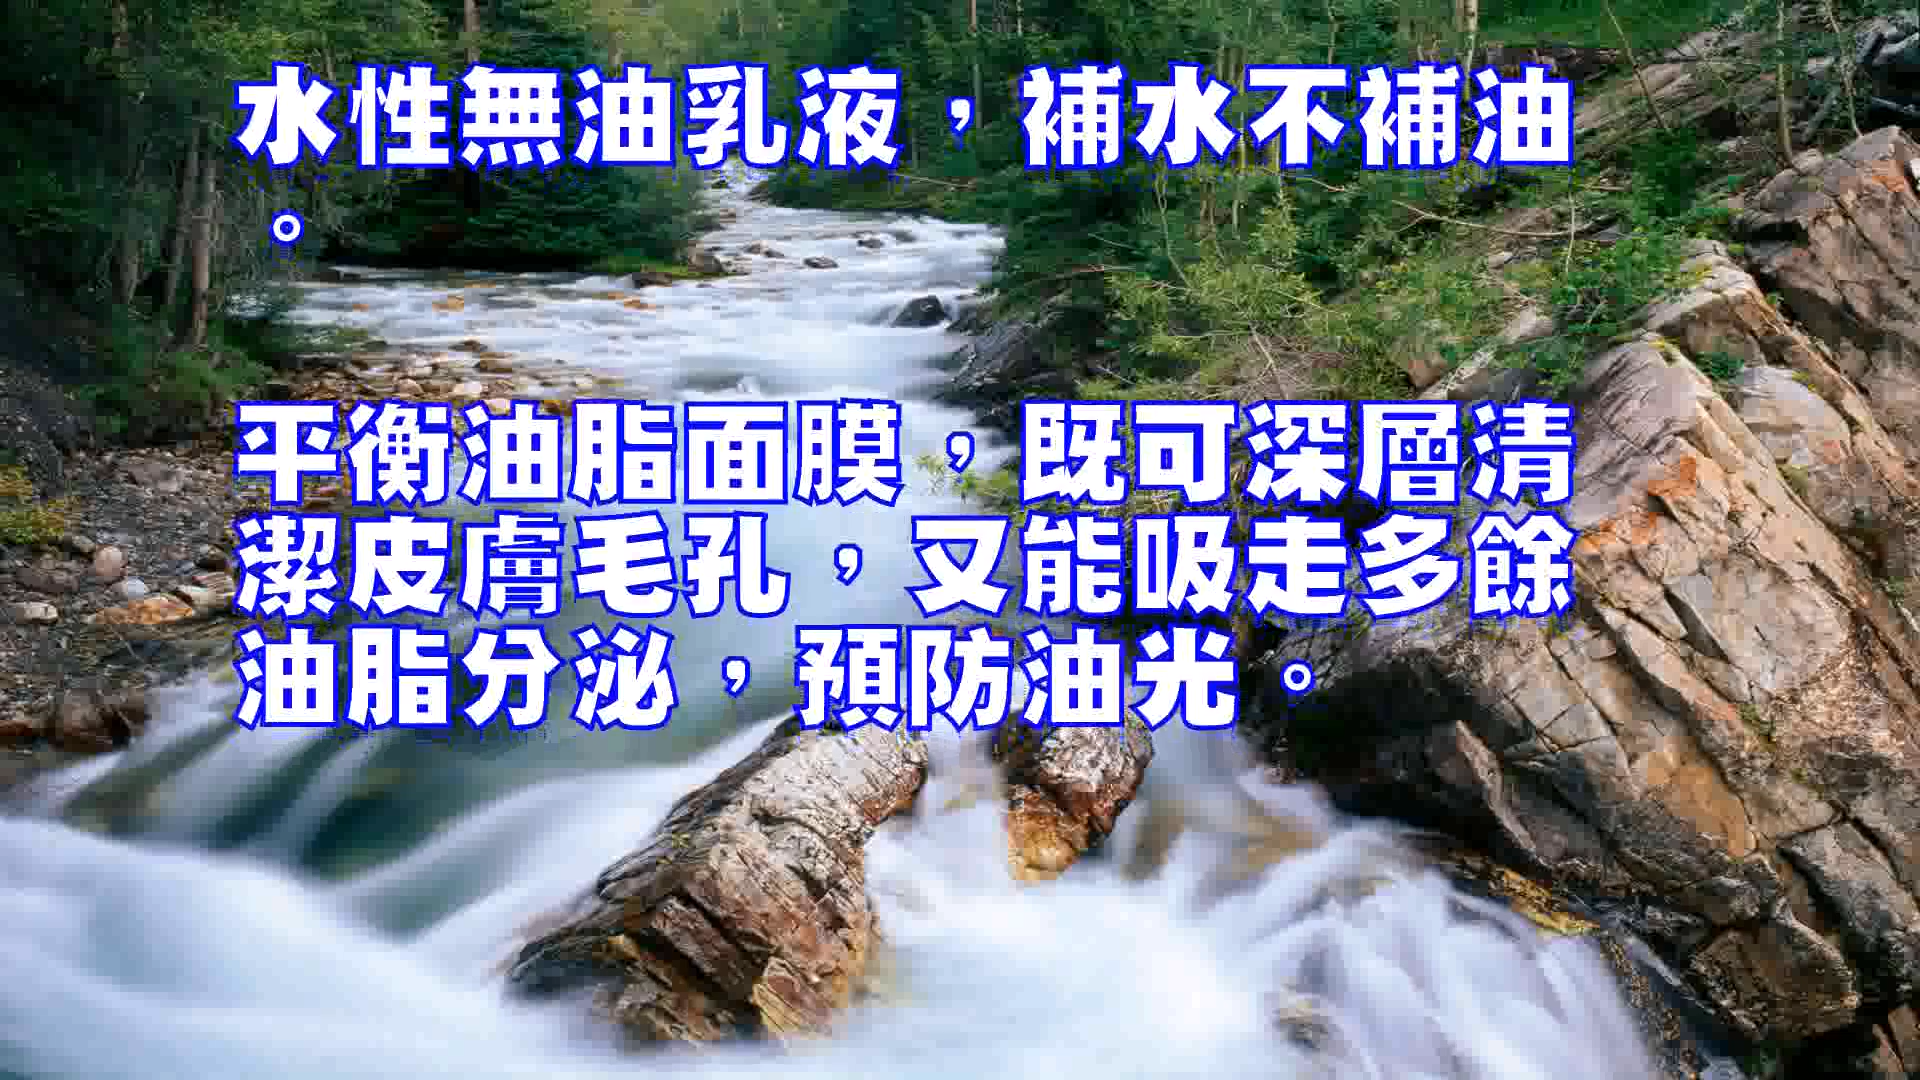 水性無油乳液，補水不補油
。
平衡油脂面膜，既可深層清
潔皮膚毛孔，又能吸走多餘
油脂分泌，預防油光。